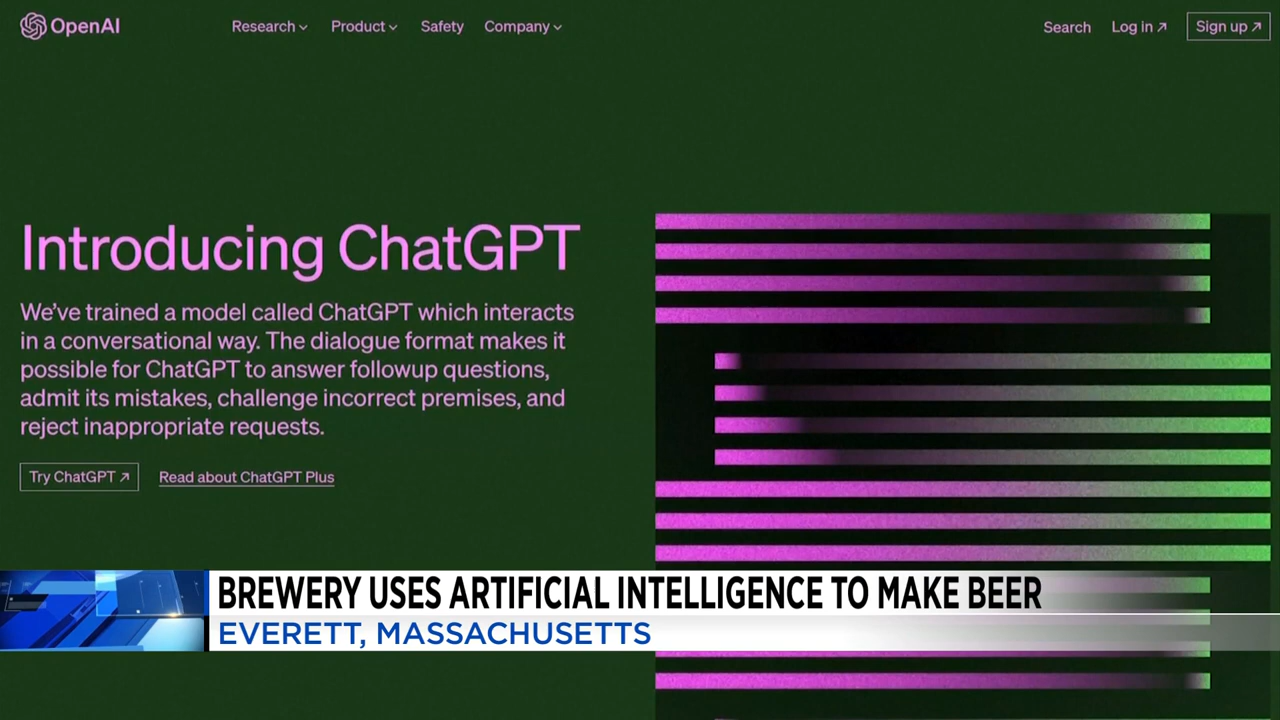 OpenAI
Research Product Safety Company
Search Log in Sign up
Introducing ChatGPT
We've trained a model called ChatGPT which interacts
in a conversational way. The dialogue format makes it
possible for ChatGPT to answer followup questions,
admit its mistakes, challenge incorrect premises, and
reject inappropriate requests.
Try ChatGPT Read about ChatGPT Plus
BREWERY USES ARTIFICIAL INTELLIGENCE TO MAKE BEER
EVERETT, MASSACHUSETTS